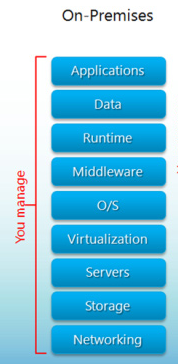 On-Premises
Applications
Data
Runtime
Middleware
O/S
Virtualization
Servers
Storage
Networking
You manage